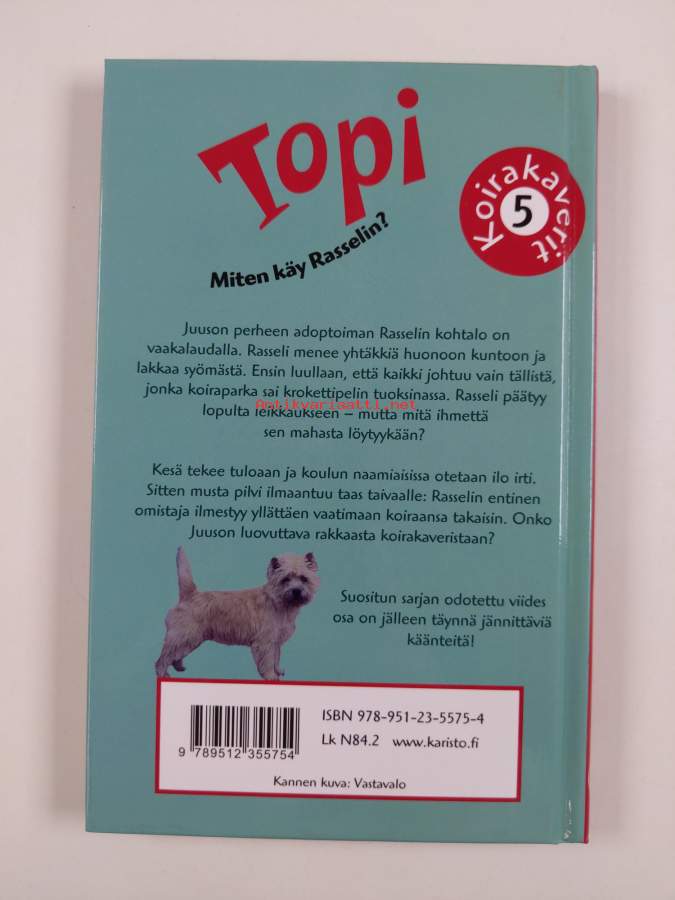 Topi
Miten käy Rasselin?
Koirakaverit
5
Juuson perheen adoptoiman Rasselin kohtalo on
vaakalaudalla. Rasseli menee yhtäkkiä huonoon kuntoon ja
lakkaa syömästä. Ensin luullaan, että kaikki johtuu vain tällistä,
jonka koiraparka sai krokettipelin tuoksinassa. Rasseli päätyy
Antikvariaatti.net
lopulta leikkaukseen – mutta mitä ihmettä
sen mahasta löytyykään?
Kesä tekee tuloaan ja koulun naamiaisissa otetaan ilo irti.
Sitten musta pilvi ilmaantuu taas taivaalle: Rasselin entinen
omistaja ilmestyy yllättäen vaatimaan koiraansa takaisin. Onko
Juuson luovuttava rakkaasta koirakaveristaan?
Suositun sarjan odotettu viides
osa on jälleen täynnä jännittäviä
käänteitä!
ISBN 978-951-23-5575-4
Lk N84.2 www.karisto.fi
9 789512 355754
Kannen kuva: Vastavalo